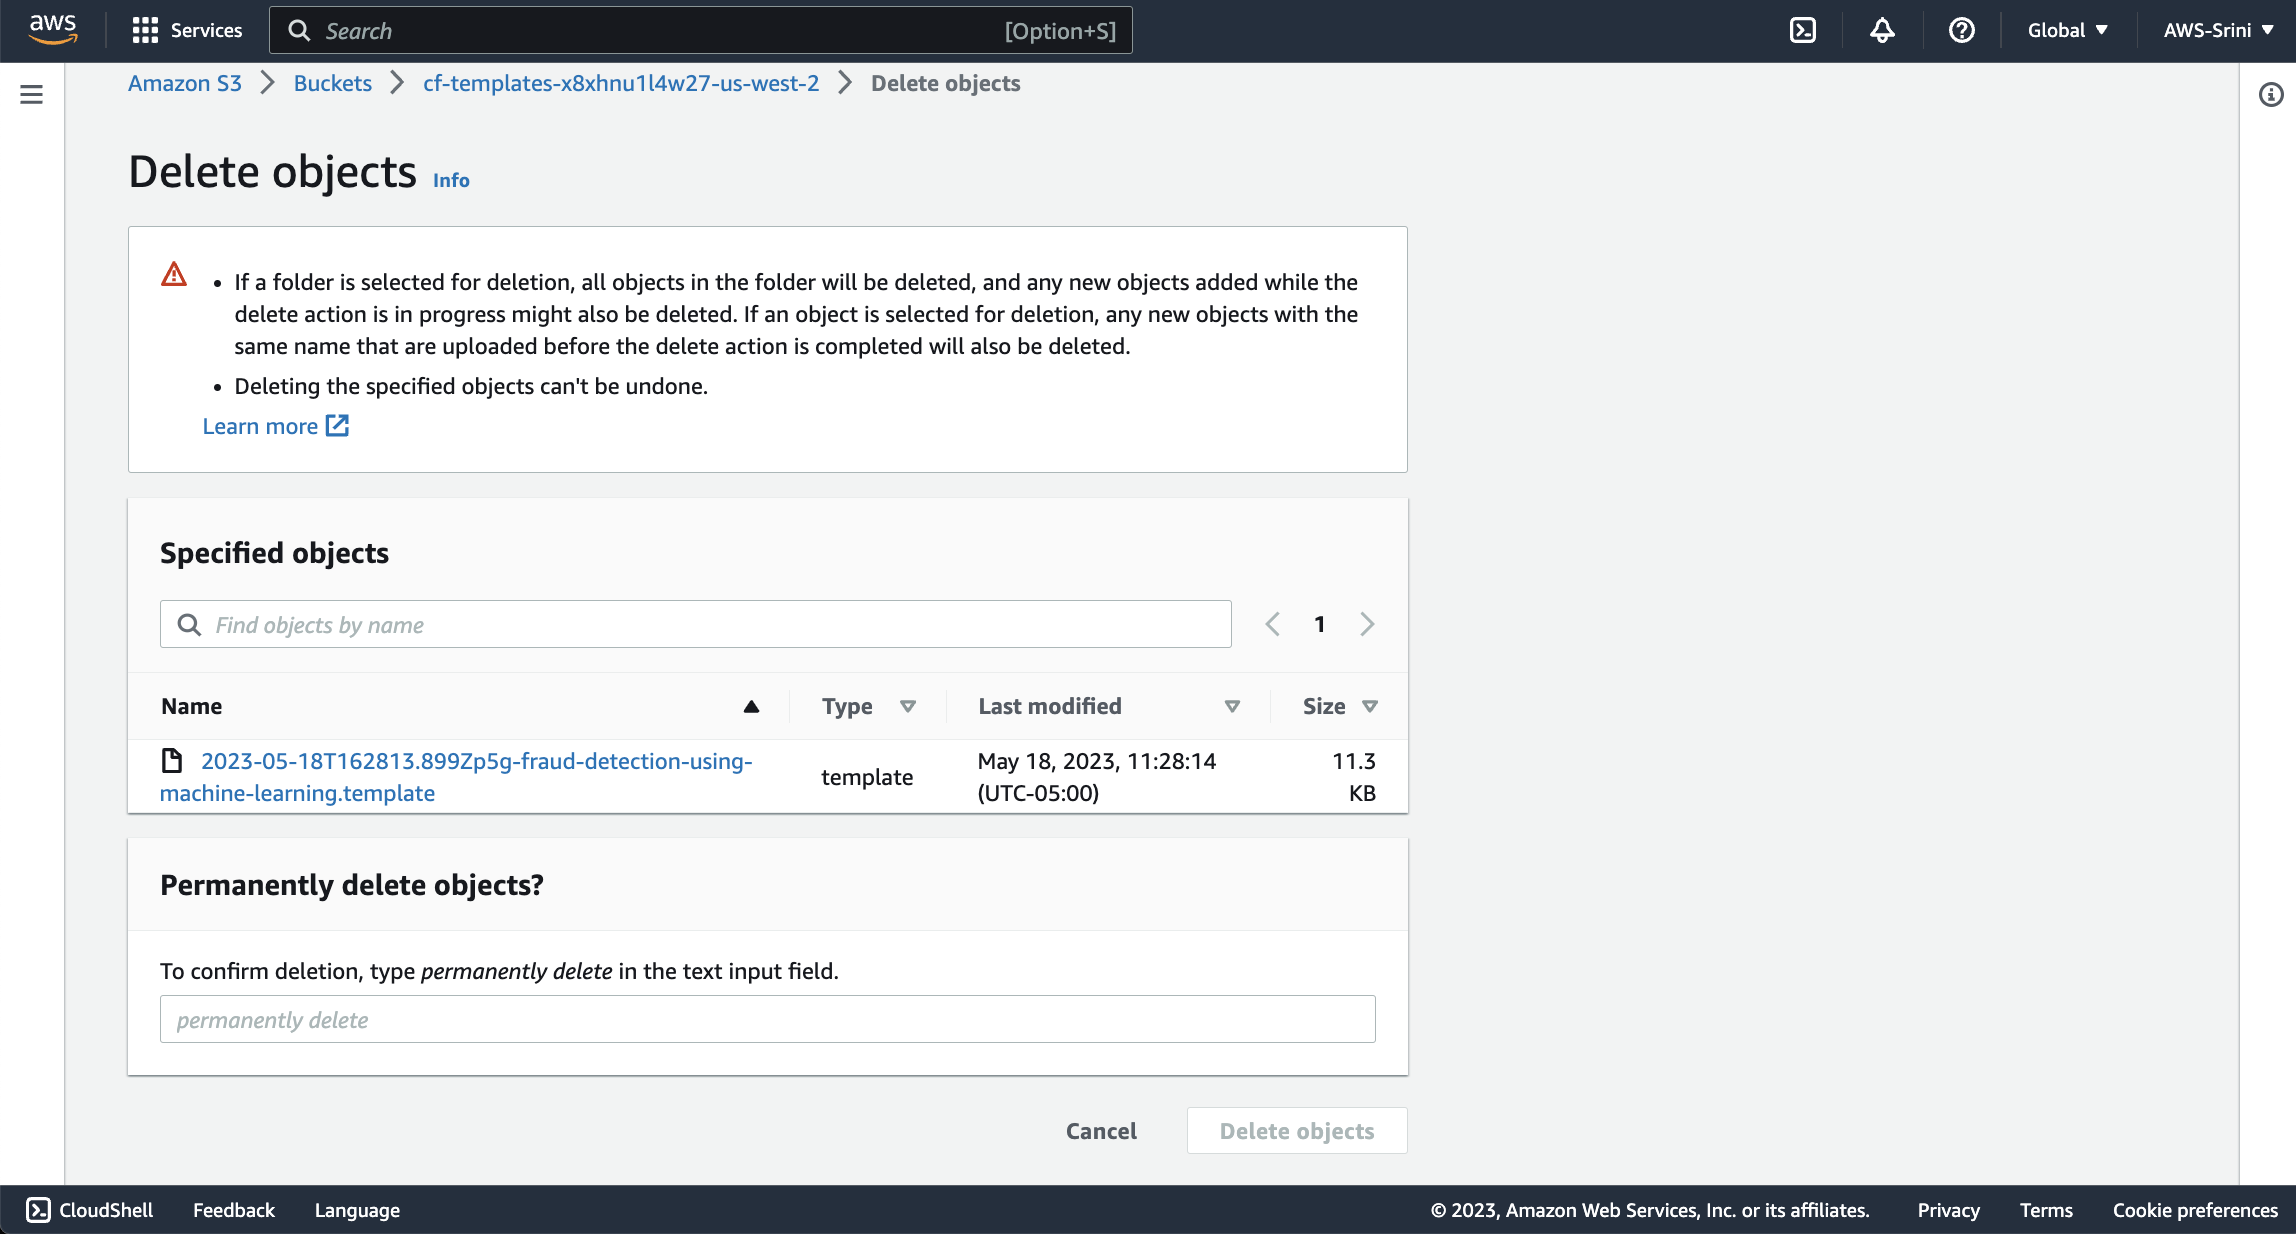 aws
Services
Search
[Option+S]
Global
AWS-Srini
Amazon S3
Buckets
cf-templates-x8xhnu1l4w27-us-west-2
Delete objects
Delete objects
Info
If a folder is selected for deletion, all objects in the folder will be deleted, and any new objects added while the
delete action is in progress might also be deleted. If an object is selected for deletion, any new objects with the
same name that are uploaded before the delete action is completed will also be deleted.
Deleting the specified objects can't be undone.
Learn more
Specified objects
Find objects by name
1
Name
Type
Last modified
Size
2023-05-18T162813.899Zp5g-fraud-detection-using-
machine-learning.template
template
May 18, 2023, 11:28:14
(UTC-05:00)
11.3
KB
Permanently delete objects?
To confirm deletion, type permanently delete in the text input field.
permanently delete
Cancel
Delete objects
CloudShell
Feedback
Language
© 2023, Amazon Web Services, Inc. or its affiliates.
Privacy
Terms
Cookie preferences